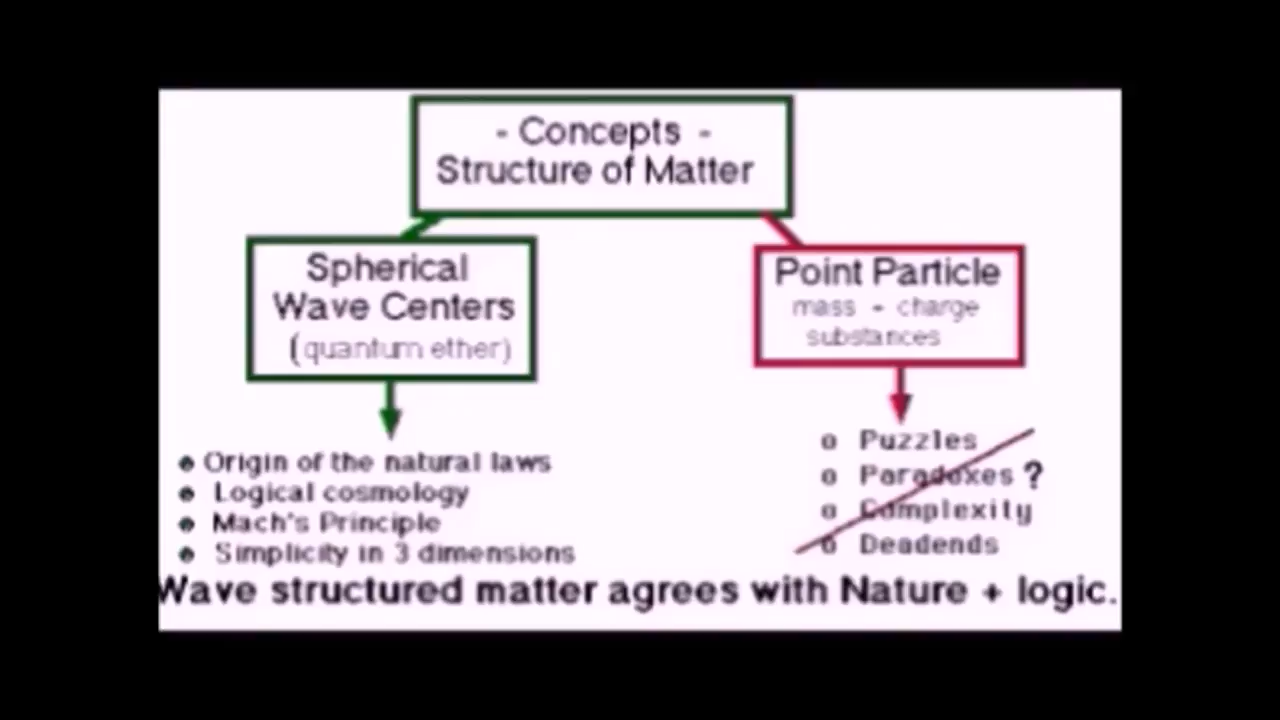 - Concepts -
Structure of Matter
Spherical
Wave Centers
(quantum ether)
Point Particle
mass - charge
substances
• Origin of the natural laws
• Logical cosmology
• Mach's Principle
• Simplicity in 3 dimensions
o Puzzles
o Paradoxes ?
o Complexity
o Deadends
Wave structured matter agrees with Nature + logic.